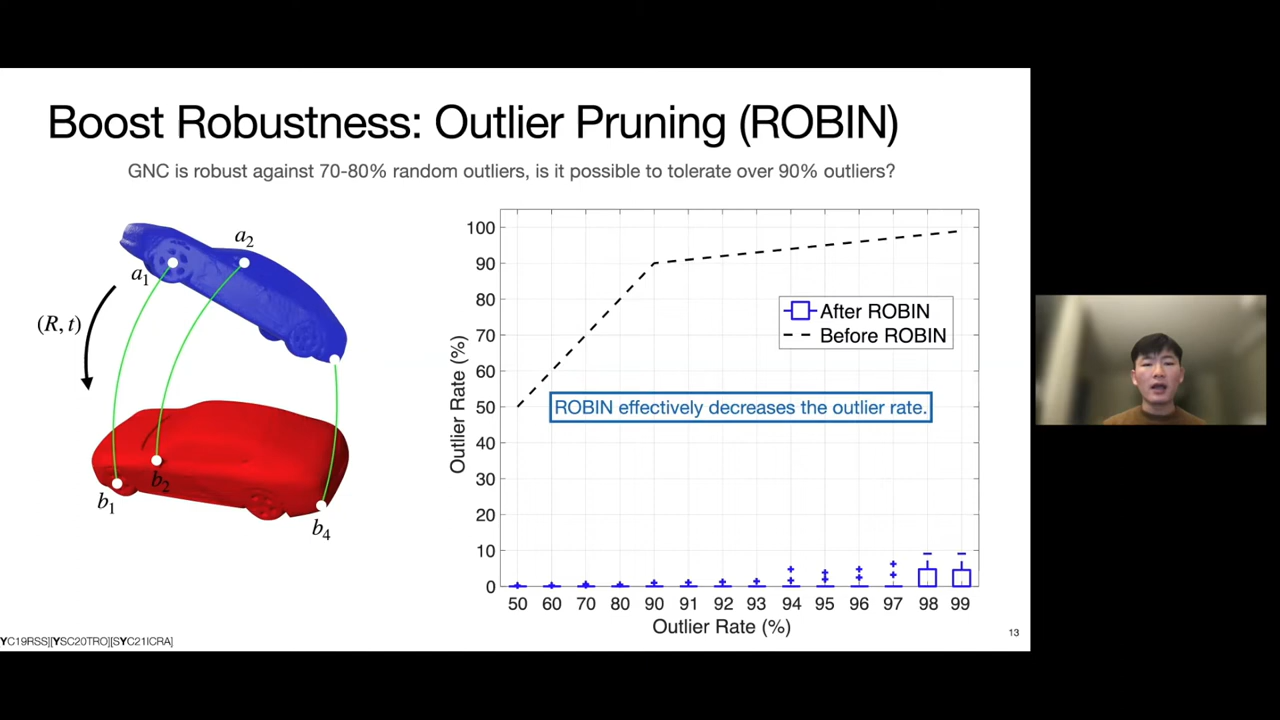 Boost Robustness: Outlier Pruning (ROBIN)
GNC is robust against 70-80% random outliers, is it possible to tolerate over 90% outliers?
a2
a1
(R, t)
b2
b1
b4
Outlier Rate (%)
100
90
80
70
60
50
40
30
20
10
0
After ROBIN
Before ROBIN
ROBIN effectively decreases the outlier rate.
50 60 70 80 90 91 92 93 94 95 96 97 98 99
Outlier Rate (%)
13
YC19RSS][YSC20TRO][SYC21ICRA]